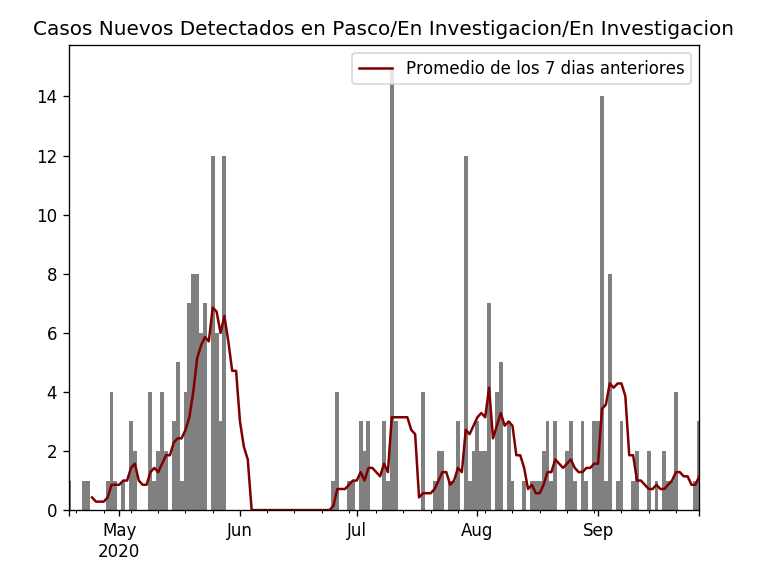 Casos Nuevos Detectados en Pasco/En Investigacion/En Investigacion
Promedio de los 7 dias anteriores
14
12
10
8
6
4
2
0
May
2020
Jun
Jul
Aug
Sep